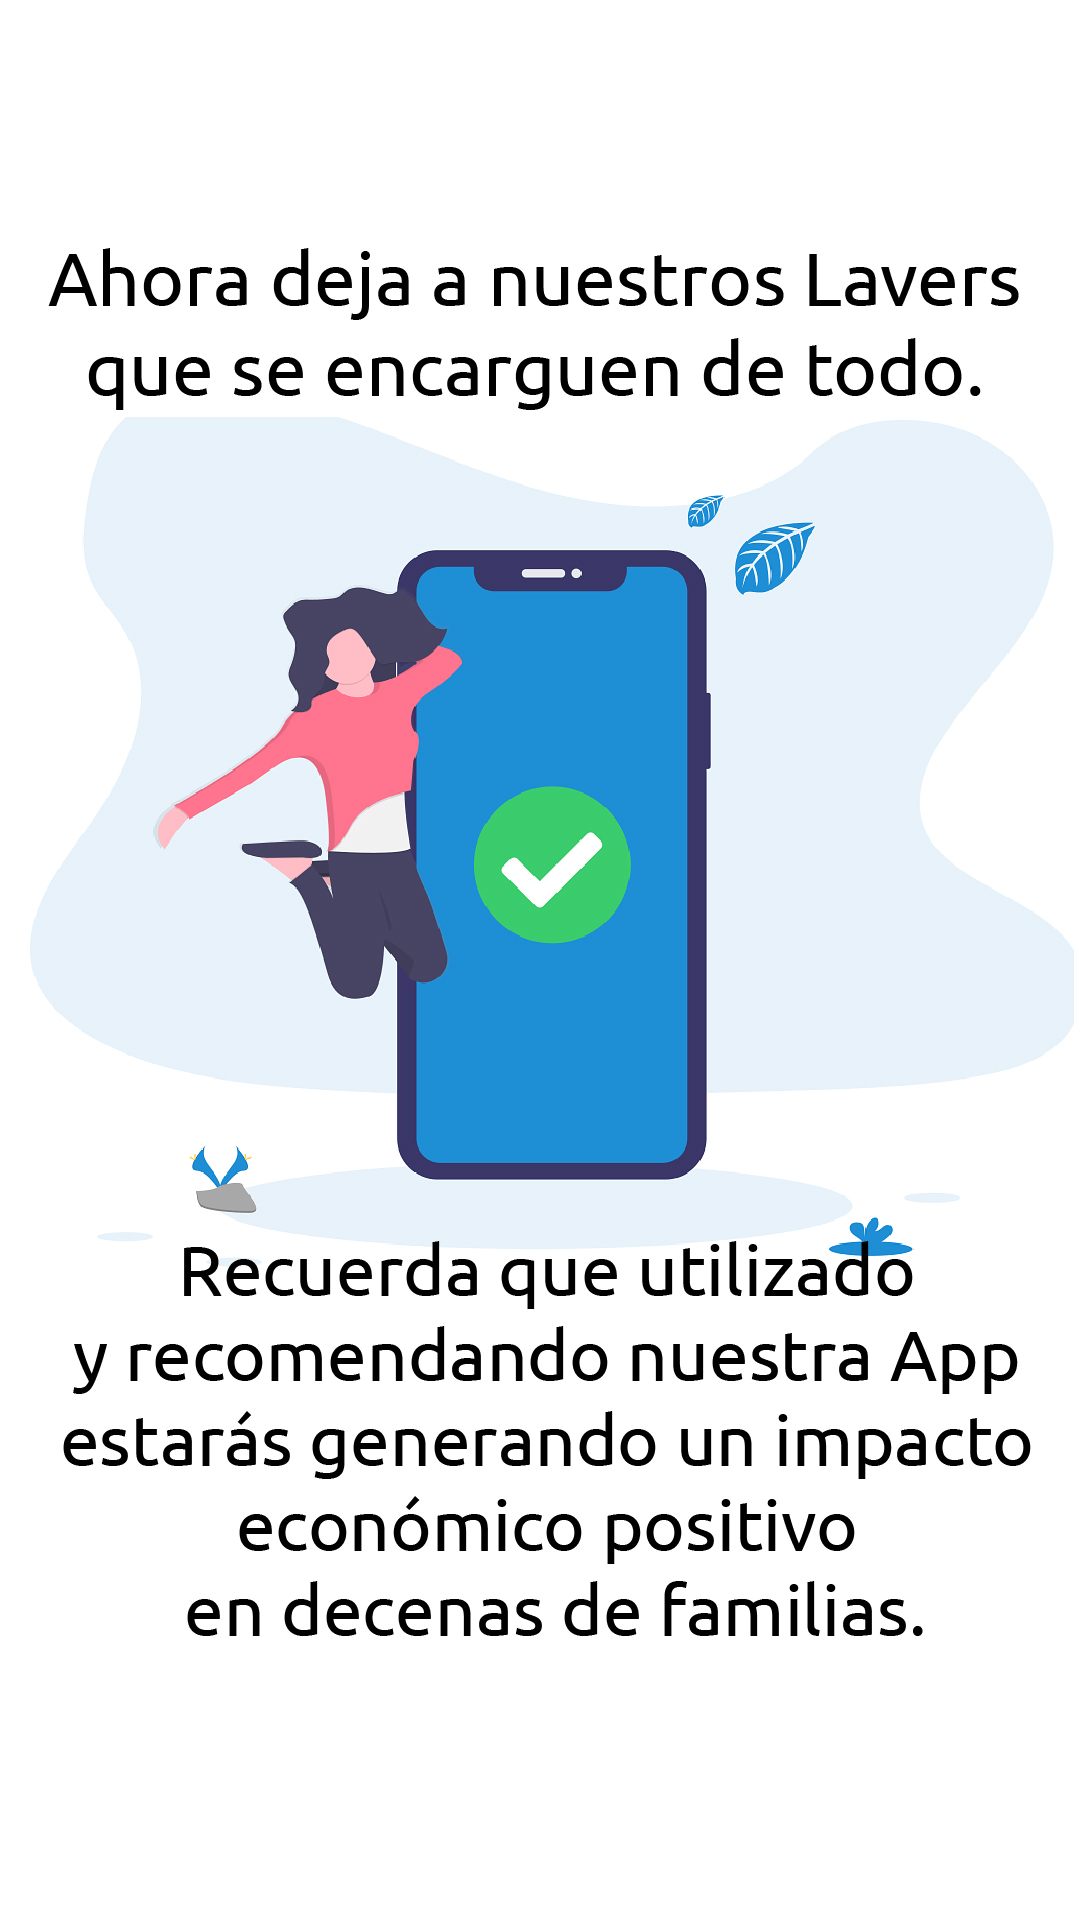 Ahora deja a nuestros Lavers
que se encarguen de todo.
Recuerda que utilizado
y recomendando nuestra App
estarás generando un impacto
económico positivo
en decenas de familias.